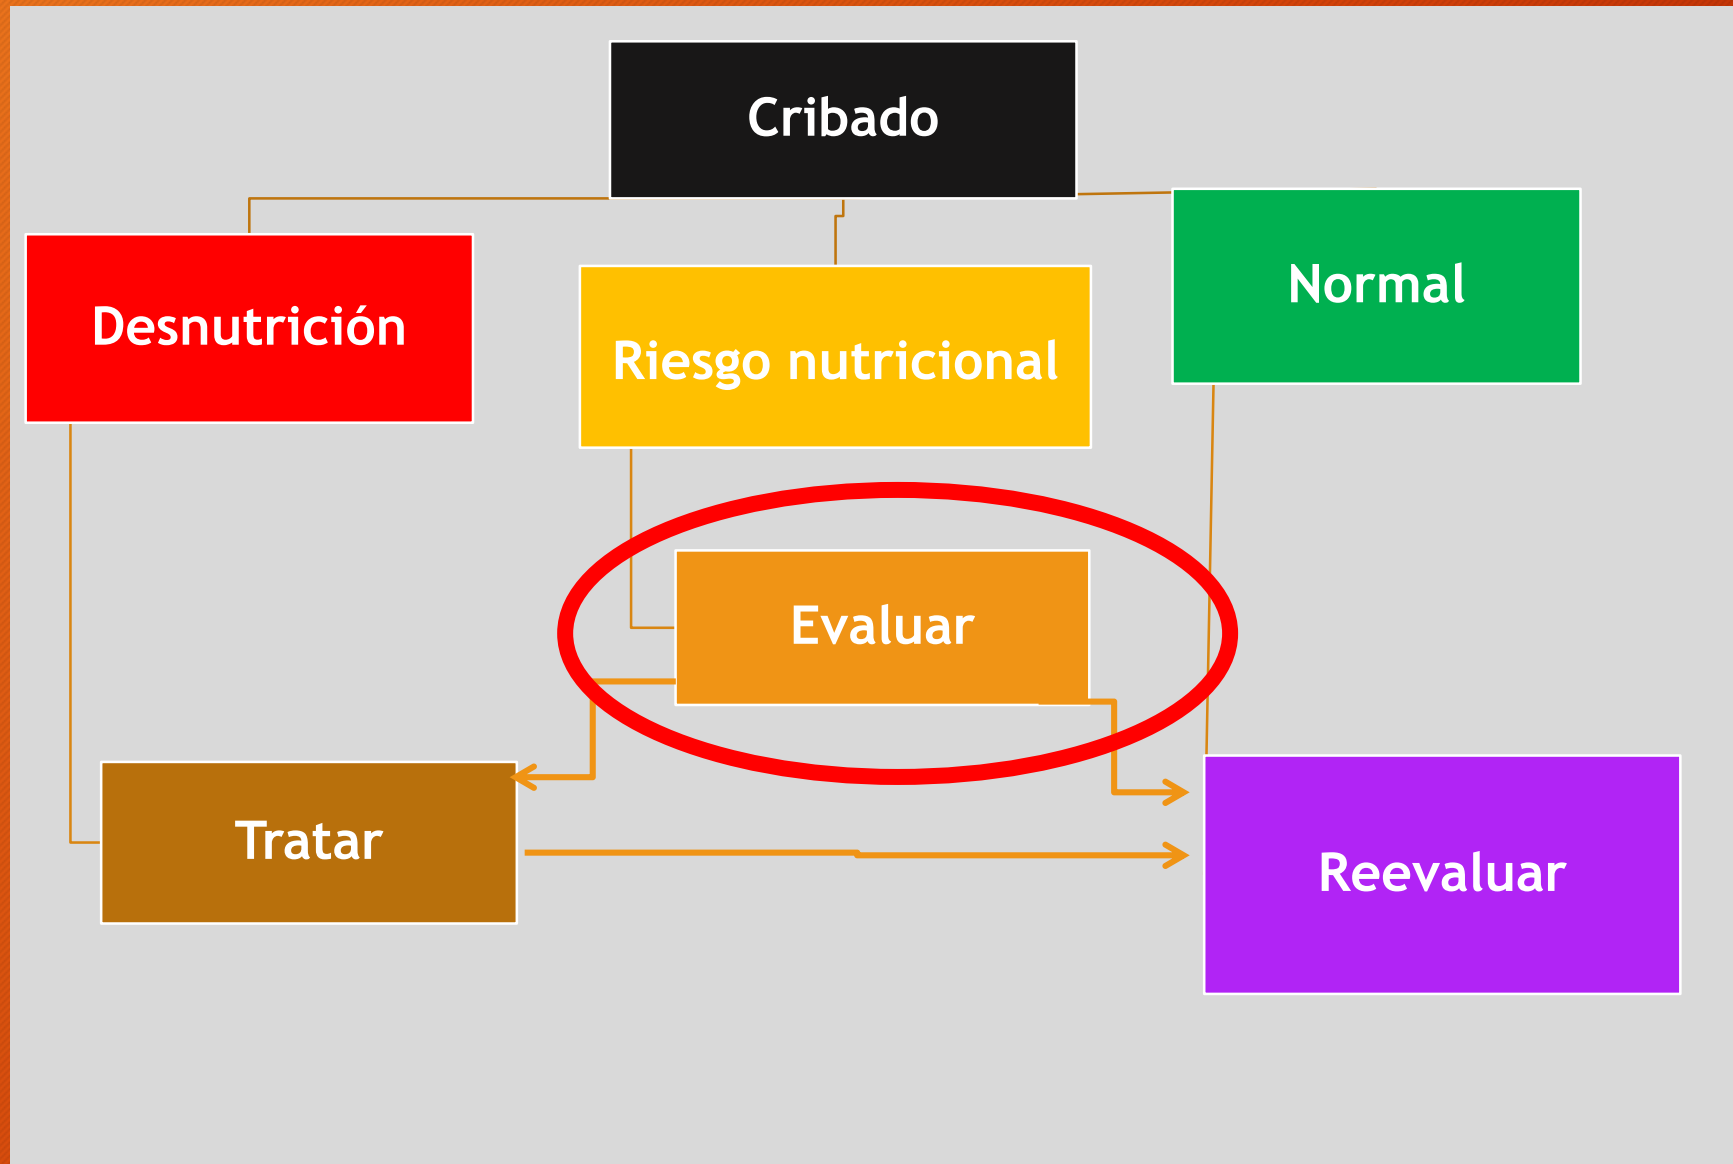 Cribado
Desnutrición
Riesgo nutricional
Normal
Evaluar
Tratar
Reevaluar